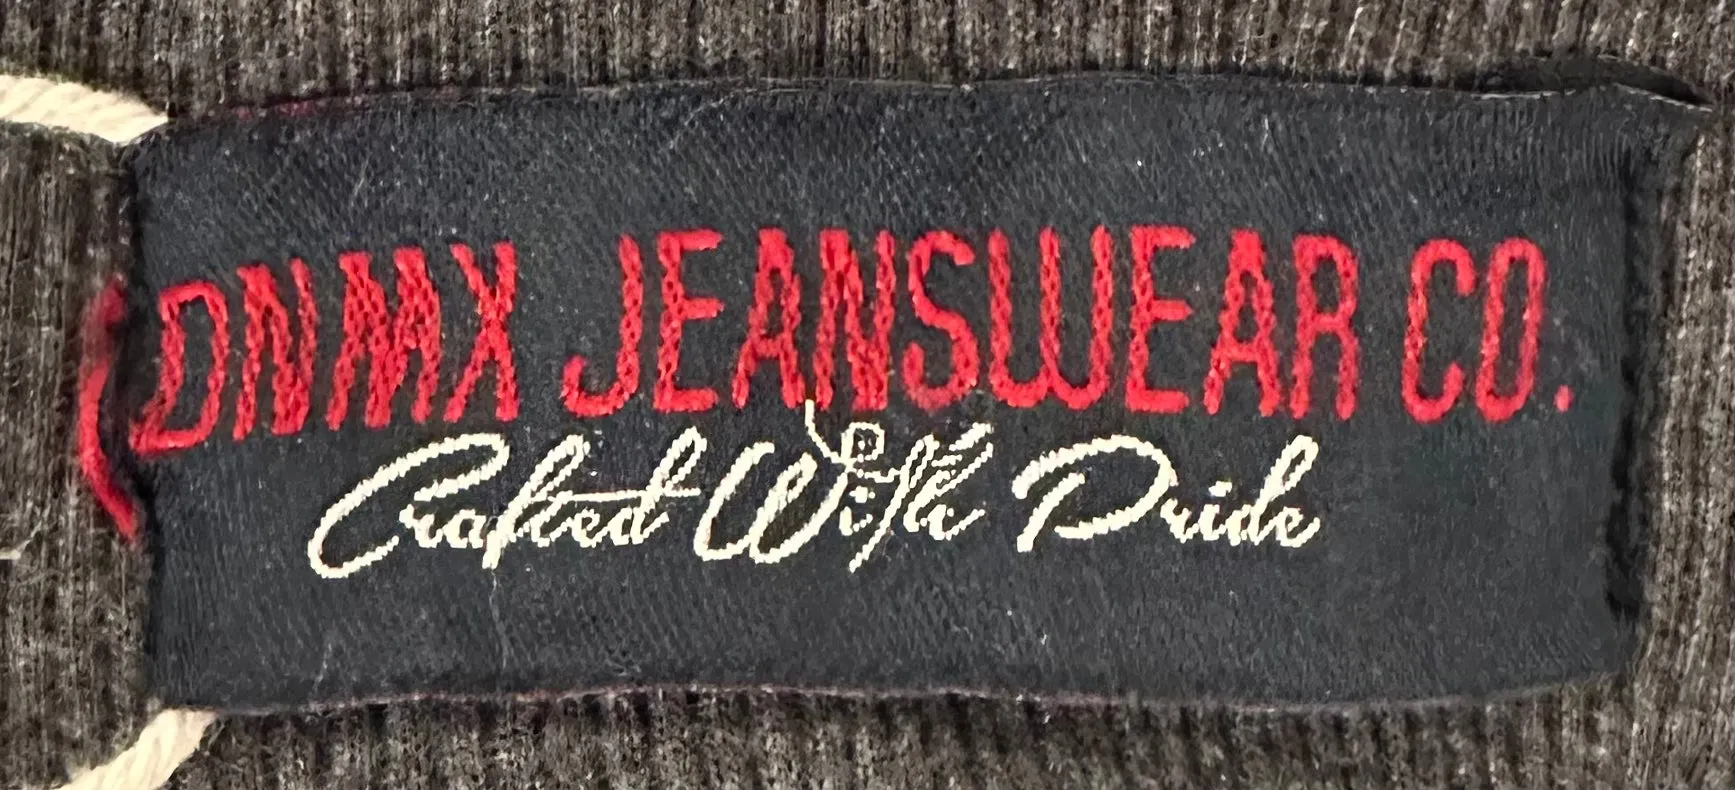 DNMX JEANSWEAR CO.
Crafted With Pride